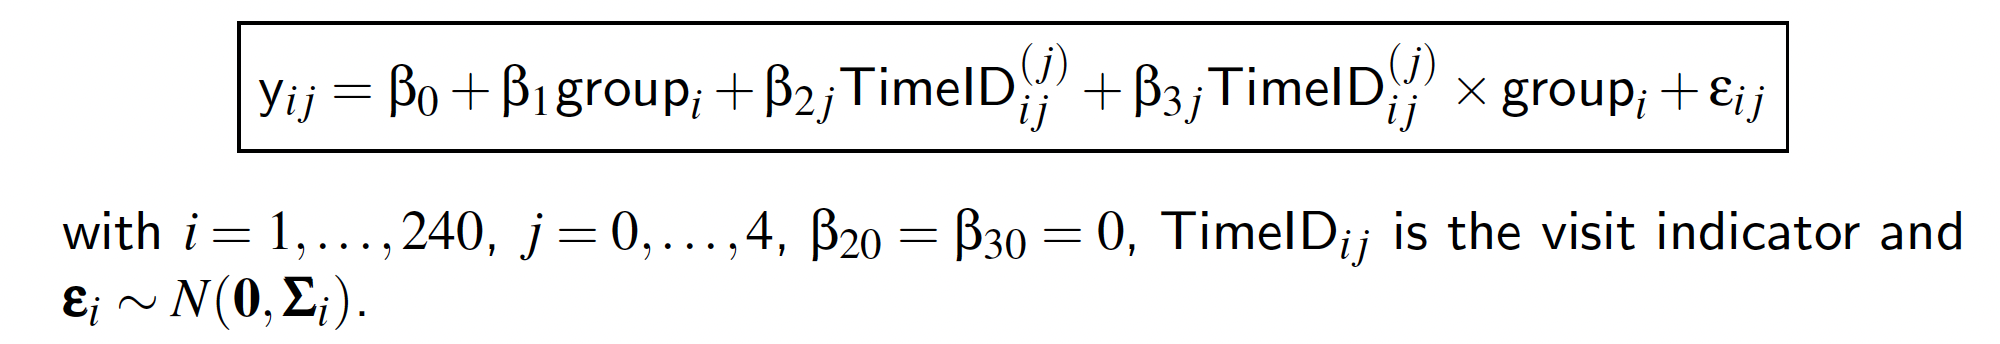 y_{ij} = β_0 + β_1 group_i + β_{2j} TimeID_{ij}^{(j)} + β_{3j} TimeID_{ij}^{(j)} × group_i + ε_{ij}
with i = 1,...,240, j = 0,...,4, β_{20} = β_{30} = 0, TimeID_{ij} is the visit indicator and
ε_i ∼ N(0, Σ_i).